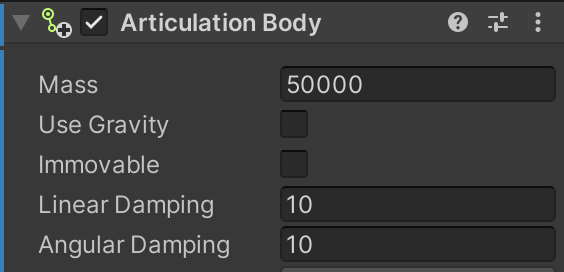 Articulation Body
Mass 50000
Use Gravity
Immovable
Linear Damping 10
Angular Damping 10